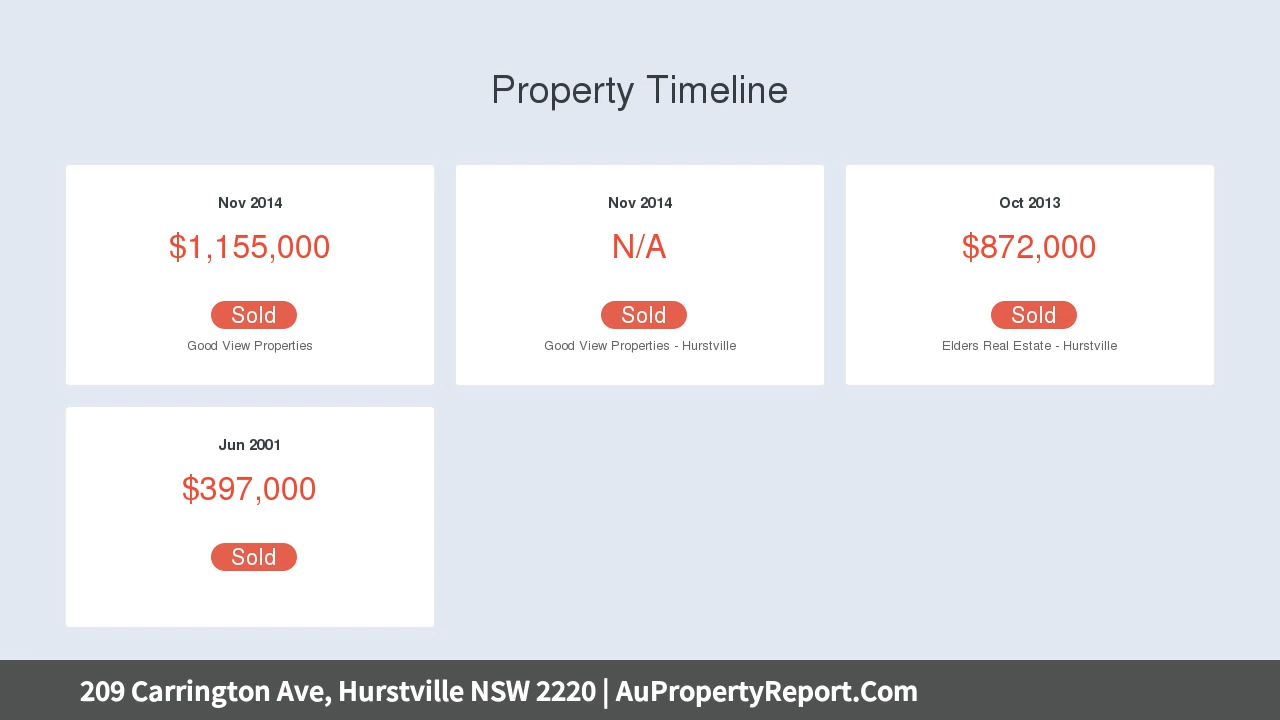 Property Timeline
Nov 2014
$1,155,000
Sold
Good View Properties
Nov 2014
N/A
Sold
Good View Properties - Hurstville
Oct 2013
$872,000
Sold
Elders Real Estate - Hurstville
Jun 2001
$397,000
Sold
209 Carrington Ave, Hurstville NSW 2220 | AuPropertyReport.Com